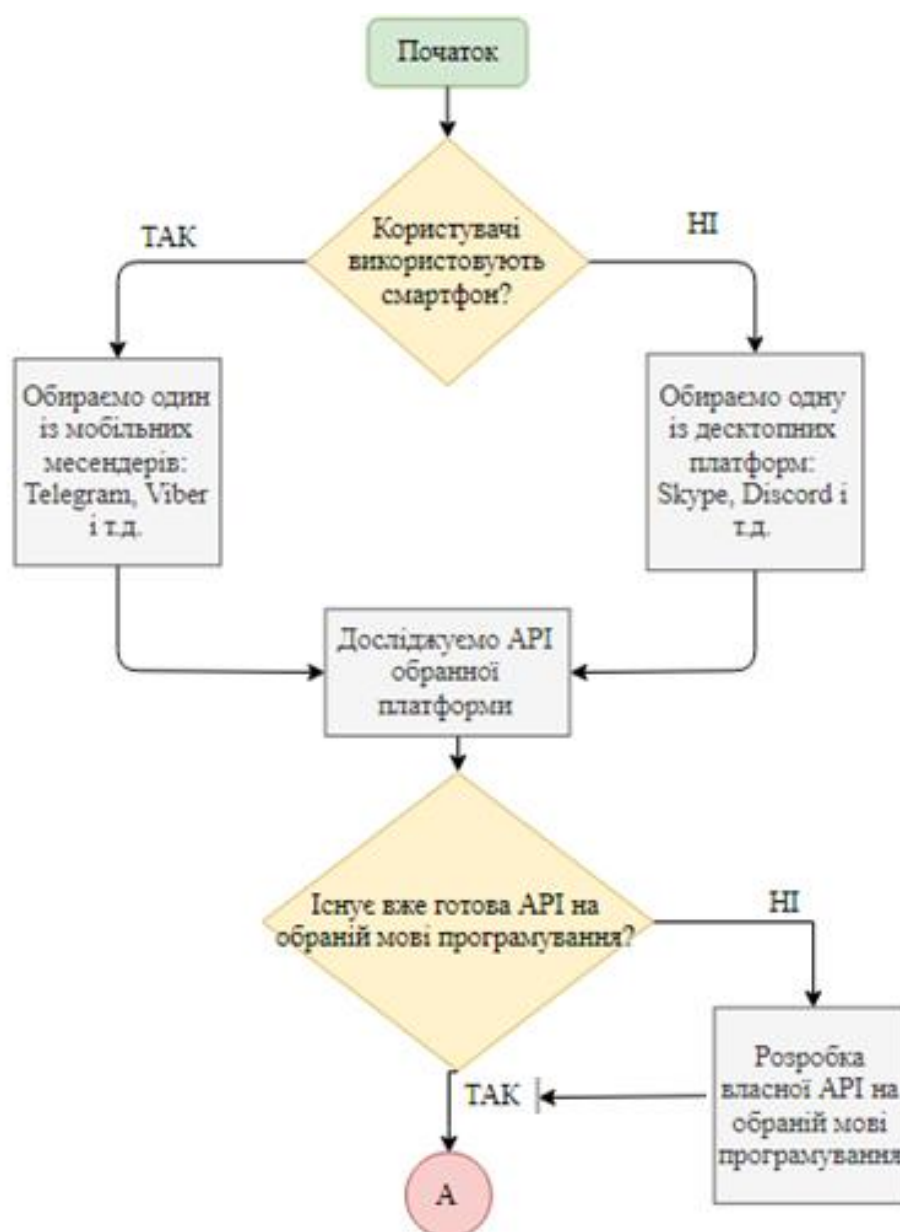 Початок
Користувачі
використовують
смартфон?
ТАК
НІ
Обираємо один
із мобільних
месендерів:
Telegram, Viber
і т.д.
Обираємо одну
із десктопних
платформ:
Skype, Discord і
т.д.
Досліджуємо API
обранної
платформи
Існує вже готова API на
обраній мові програмування?
НІ
Розробка
власної API на
обраній мові
програмування
ТАК
А